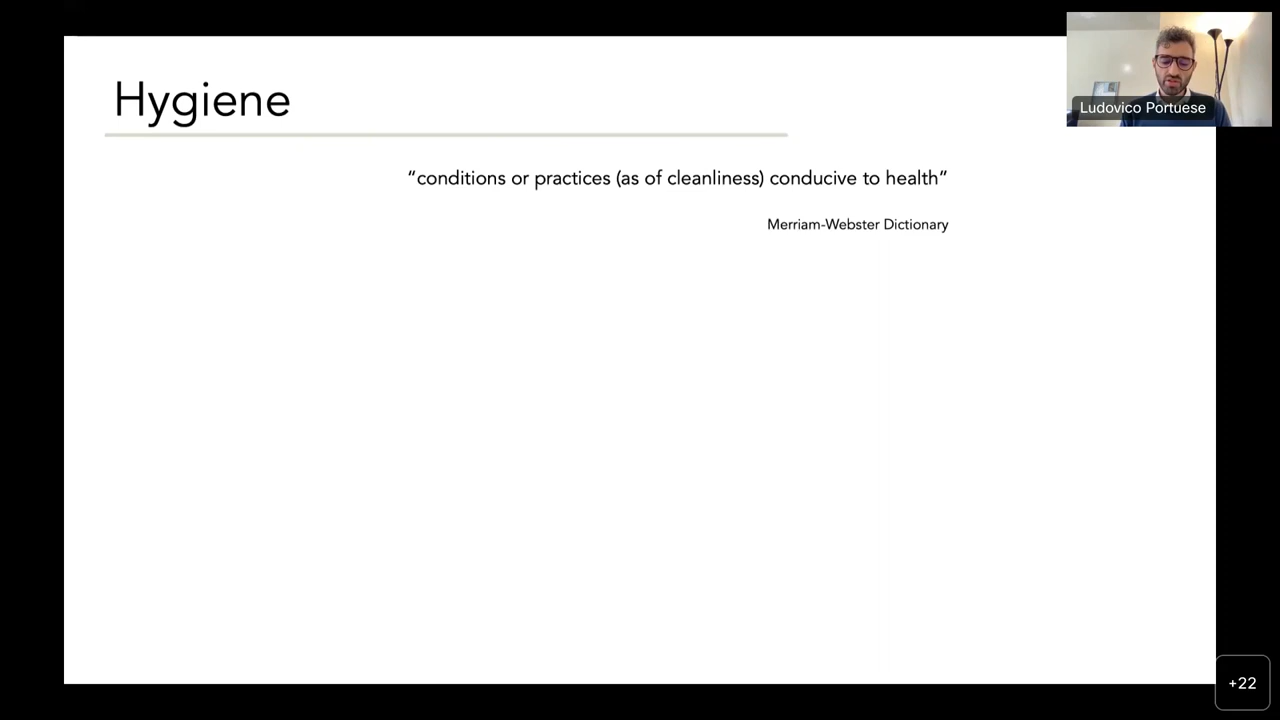 Hygiene
Ludovico Portuese
“conditions or practices (as of cleanliness) conducive to health”
Merriam-Webster Dictionary
+22